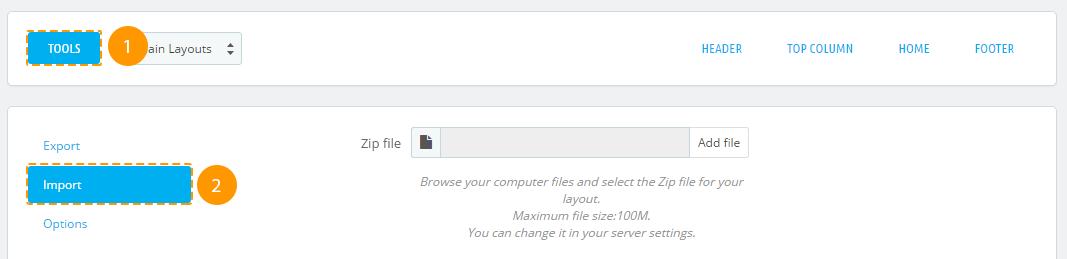 TOOLS
1
ain Layouts
HEADER
TOP COLUMN
HOME
FOOTER
Export
Import
2
Options
Zip file
Add file
Browse your computer files and select the Zip file for your
layout.
Maximum file size:100M.
You can change it in your server settings.